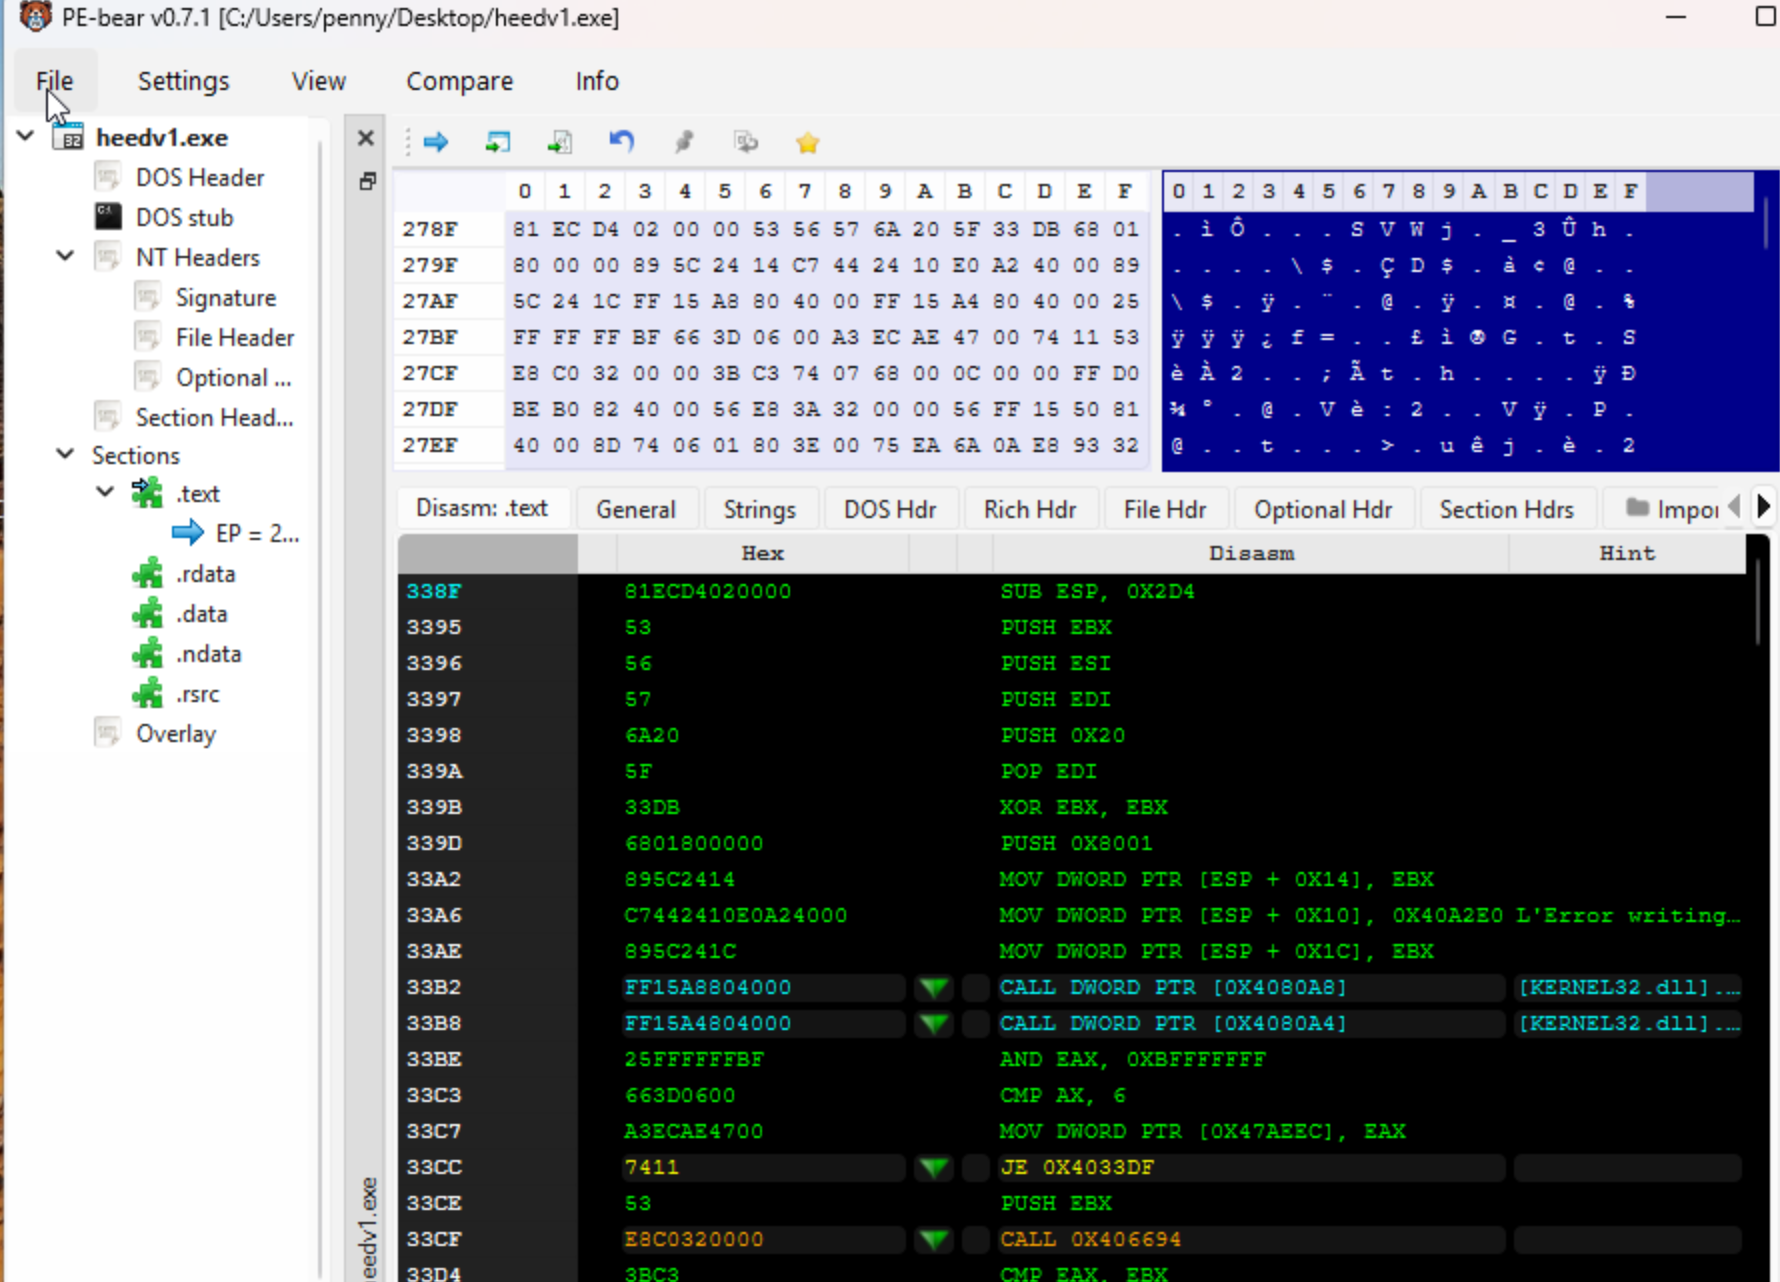 PE-bear v0.7.1 [C:/Users/penny/Desktop/heedv1.exe]
File Settings View Compare Info
heedv1.exe
DOS Header
DOS stub
NT Headers
Signature
File Header
Optional ...
Section Head...
Sections
.text
EP = 2...
.rdata
.data
.ndata
.rsrc
Overlay
eedv1.exe
0 1 2 3 4 5 6 7 8 9 A B C D E F
278F 81 EC D4 02 00 00 53 56 57 6A 20 5F 33 DB 68 01
279F 80 00 00 89 5C 24 14 C7 44 24 10 E0 A2 40 00 89
27AF 5C 24 1C FF 15 A8 80 40 00 FF 15 A4 80 40 00 25
27BF FF FF FF BF 66 3D 06 00 A3 EC AE 47 00 74 11 53
27CF E8 C0 32 00 00 3B C3 74 07 68 00 0C 00 00 FF D0
27DF BE B0 82 40 00 56 E8 3A 32 00 00 56 FF 15 50 81
27EF 40 00 8D 74 06 01 80 3E 00 75 EA 6A 0A E8 93 32
0 1 2 3 4 5 6 7 8 9 A B C D E F
. ì Ô . . . S V W j . _ 3 Û h .
. . . . \ $ . Ç D $ . à ¢ @ . .
\ $ . ÿ . ¨ . @ . ÿ . ¤ . @ . %
ÿ ÿ ÿ ¿ f = . . £ ì ® G . t . S
è À 2 . . ; Ã t . h . . . . ÿ Ð
¾ ° . @ . V è : 2 . . V ÿ . P .
@ . . t . . . > . u ê j . è . 2
Disasm: .text General Strings DOS Hdr Rich Hdr File Hdr Optional Hdr Section Hdrs Impor
Hex Disasm Hint
338F 81ECD4020000 SUB ESP, 0X2D4
3395 53 PUSH EBX
3396 56 PUSH ESI
3397 57 PUSH EDI
3398 6A20 PUSH 0X20
339A 5F POP EDI
339B 33DB XOR EBX, EBX
339D 6801800000 PUSH 0X8001
33A2 895C2414 MOV DWORD PTR [ESP + 0X14], EBX
33A6 C7442410E0A24000 MOV DWORD PTR [ESP + 0X10], 0X40A2E0 L'Error writing...
33AE 895C241C MOV DWORD PTR [ESP + 0X1C], EBX
33B2 FF15A8804000 CALL DWORD PTR [0X4080A8] [KERNEL32.dll]....
33B8 FF15A4804000 CALL DWORD PTR [0X4080A4] [KERNEL32.dll]....
33BE 25FFFFFFBF AND EAX, 0XBFFFFFFF
33C3 663D0600 CMP AX, 6
33C7 A3ECAE4700 MOV DWORD PTR [0X47AEEC], EAX
33CC 7411 JE 0X4033DF
33CE 53 PUSH EBX
33CF E8C0320000 CALL 0X406694
33D4 3BC3 CMP EAX, EBX